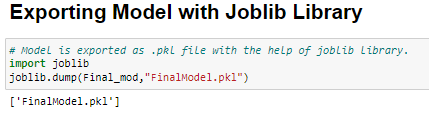 Exporting Model with Joblib Library
# Model is exported as .pkl file with the help of joblib library.
import joblib
joblib.dump(Final_mod,"FinalModel.pkl")
['FinalModel.pkl']